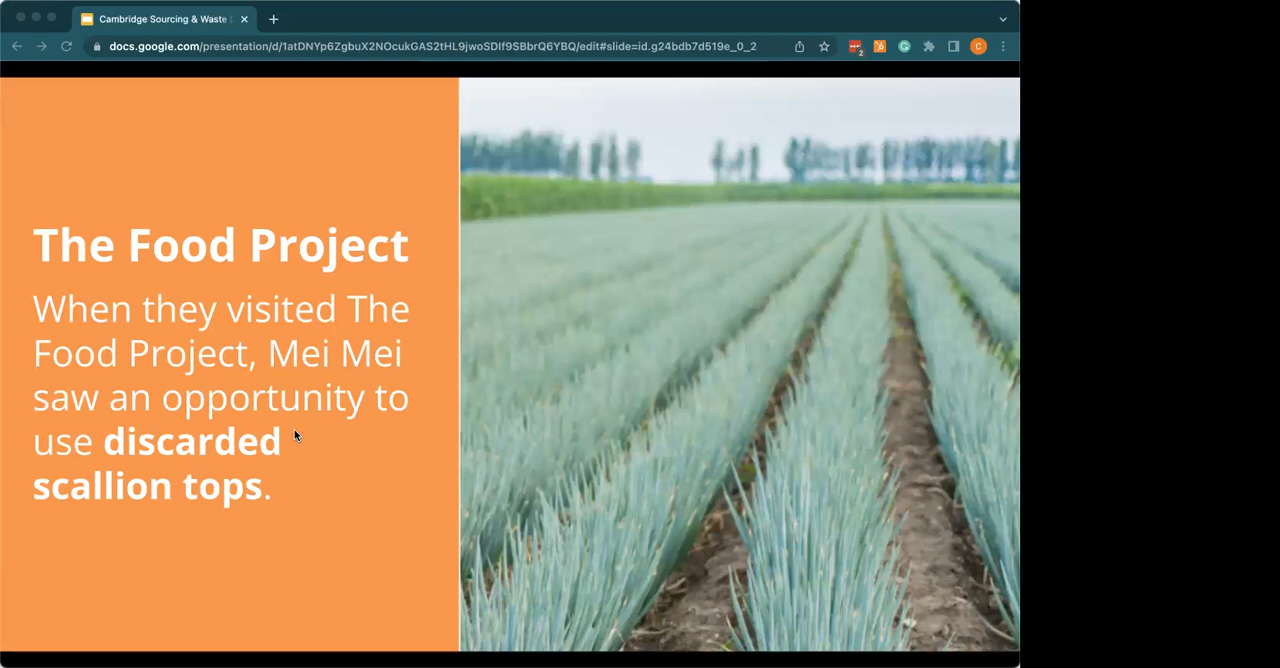 Cambridge Sourcing & Waste
docs.google.com/presentation/d/1atDNYp6ZgbuX2NOcukGAS2tHL9jwoSDIf9SBbrQ6YBQ/edit#slide=id.g24bdb7d519e_0_2
2
C
The Food Project
When they visited The
Food Project, Mei Mei
saw an opportunity to
use discarded
scallion tops.